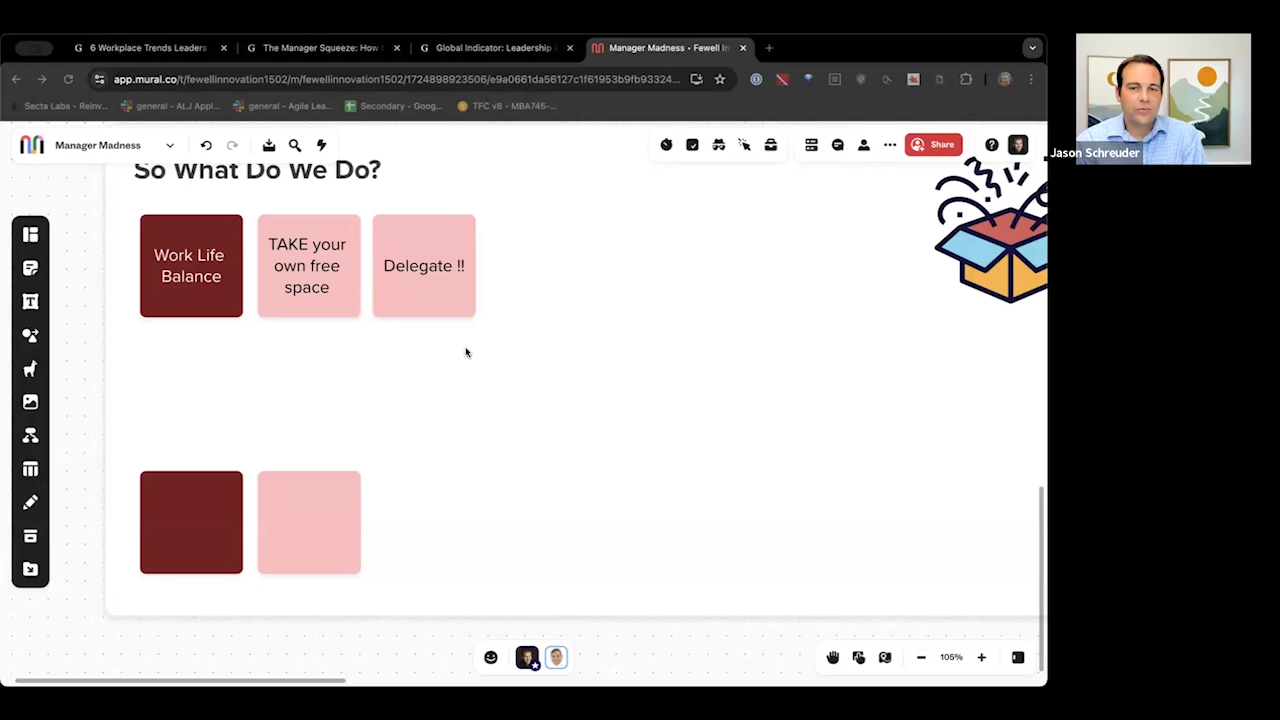 6 Workplace Trends Leaders
The Manager Squeeze: How
Global Indicator: Leadership
Manager Madness • Fewell In
app.mural.co/t/fewellinnovation1502/m/fewellinnovation1502/1724898923506/e9a0661da56127c1f61953b9fb93324...
Secta Labs - Reinv...
general - ALJ Appl...
general - Agile Lea...
Secondary - Goog...
TFC v8 - MBA745-...
Manager Madness
Share
Jason Schreuder
So What Do We Do?
Work Life
Balance
TAKE your
own free
space
Delegate !!
105%